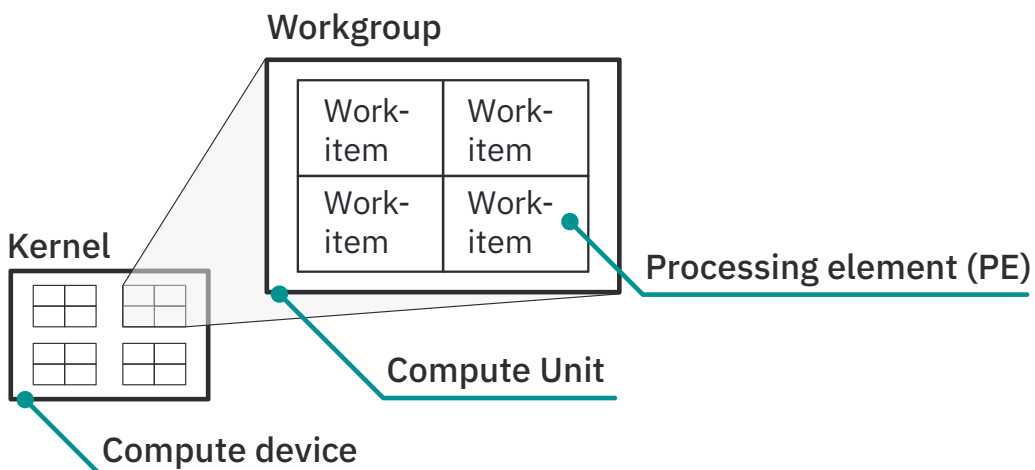 Workgroup
Work-
item
Work-
item
Work-
item
Work-
item
Kernel
Processing element (PE)
Compute Unit
Compute device